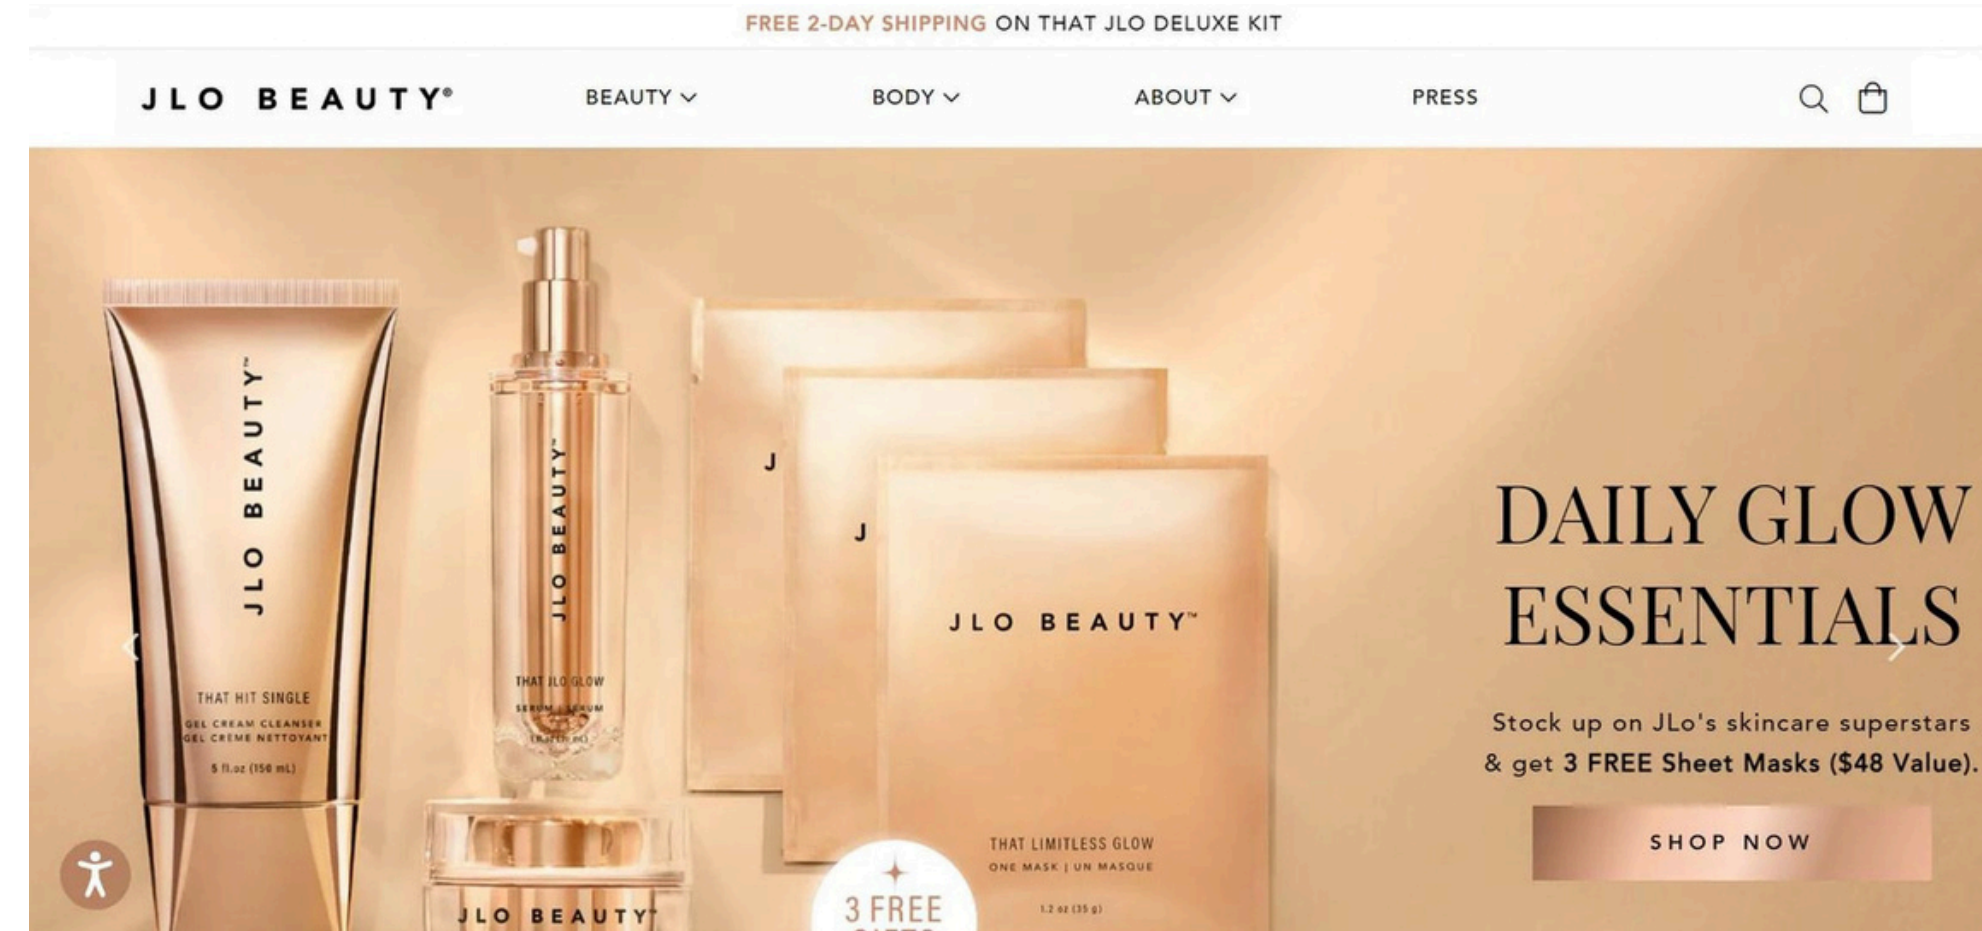 FREE 2-DAY SHIPPING ON THAT JLO DELUXE KIT
JLO BEAUTY® BEAUTY BODY ABOUT PRESS
JLO BEAUTY™
THAT HIT SINGLE
GEL CREAM CLEANSER
GEL CRÈME NETTOYANT
5 fl.oz (150 mL)
JLO BEAUTY™
THAT JLO GLOW
SERUM | SÉRUM
JLO BEAUTY™
J
J
JLO BEAUTY™
THAT LIMITLESS GLOW
ONE MASK | UN MASQUE
1.2 oz (35 g)
3 FREE
DAILY GLOW
ESSENTIALS
Stock up on JLo's skincare superstars
& get 3 FREE Sheet Masks ($48 Value).
SHOP NOW